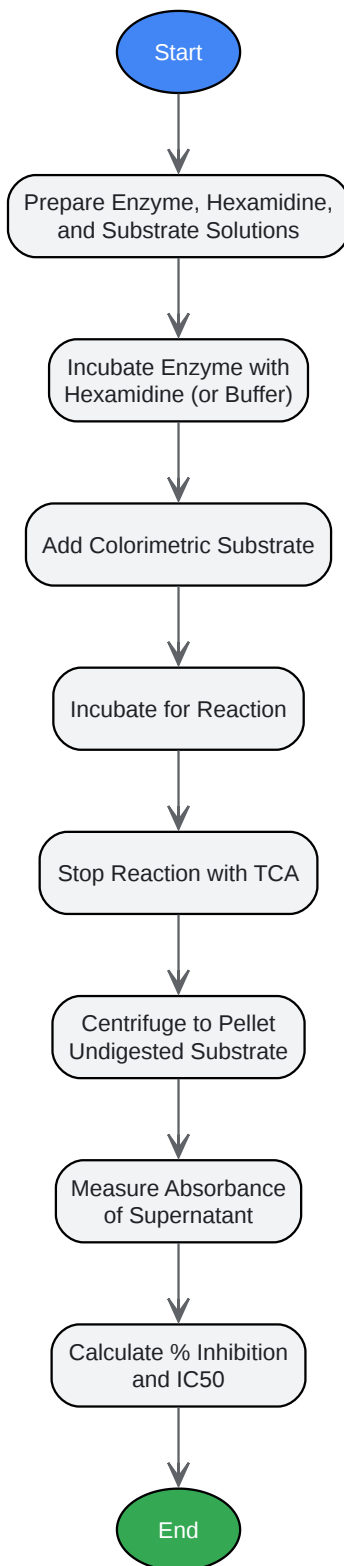 Start
Prepare Enzyme, Hexamidine,
and Substrate Solutions
Incubate Enzyme with
Hexamidine (or Buffer)
Add Colorimetric Substrate
Incubate for Reaction
Stop Reaction with TCA
Centrifuge to Pellet
Undigested Substrate
Measure Absorbance
of Supernatant
Calculate % Inhibition
and IC50
End